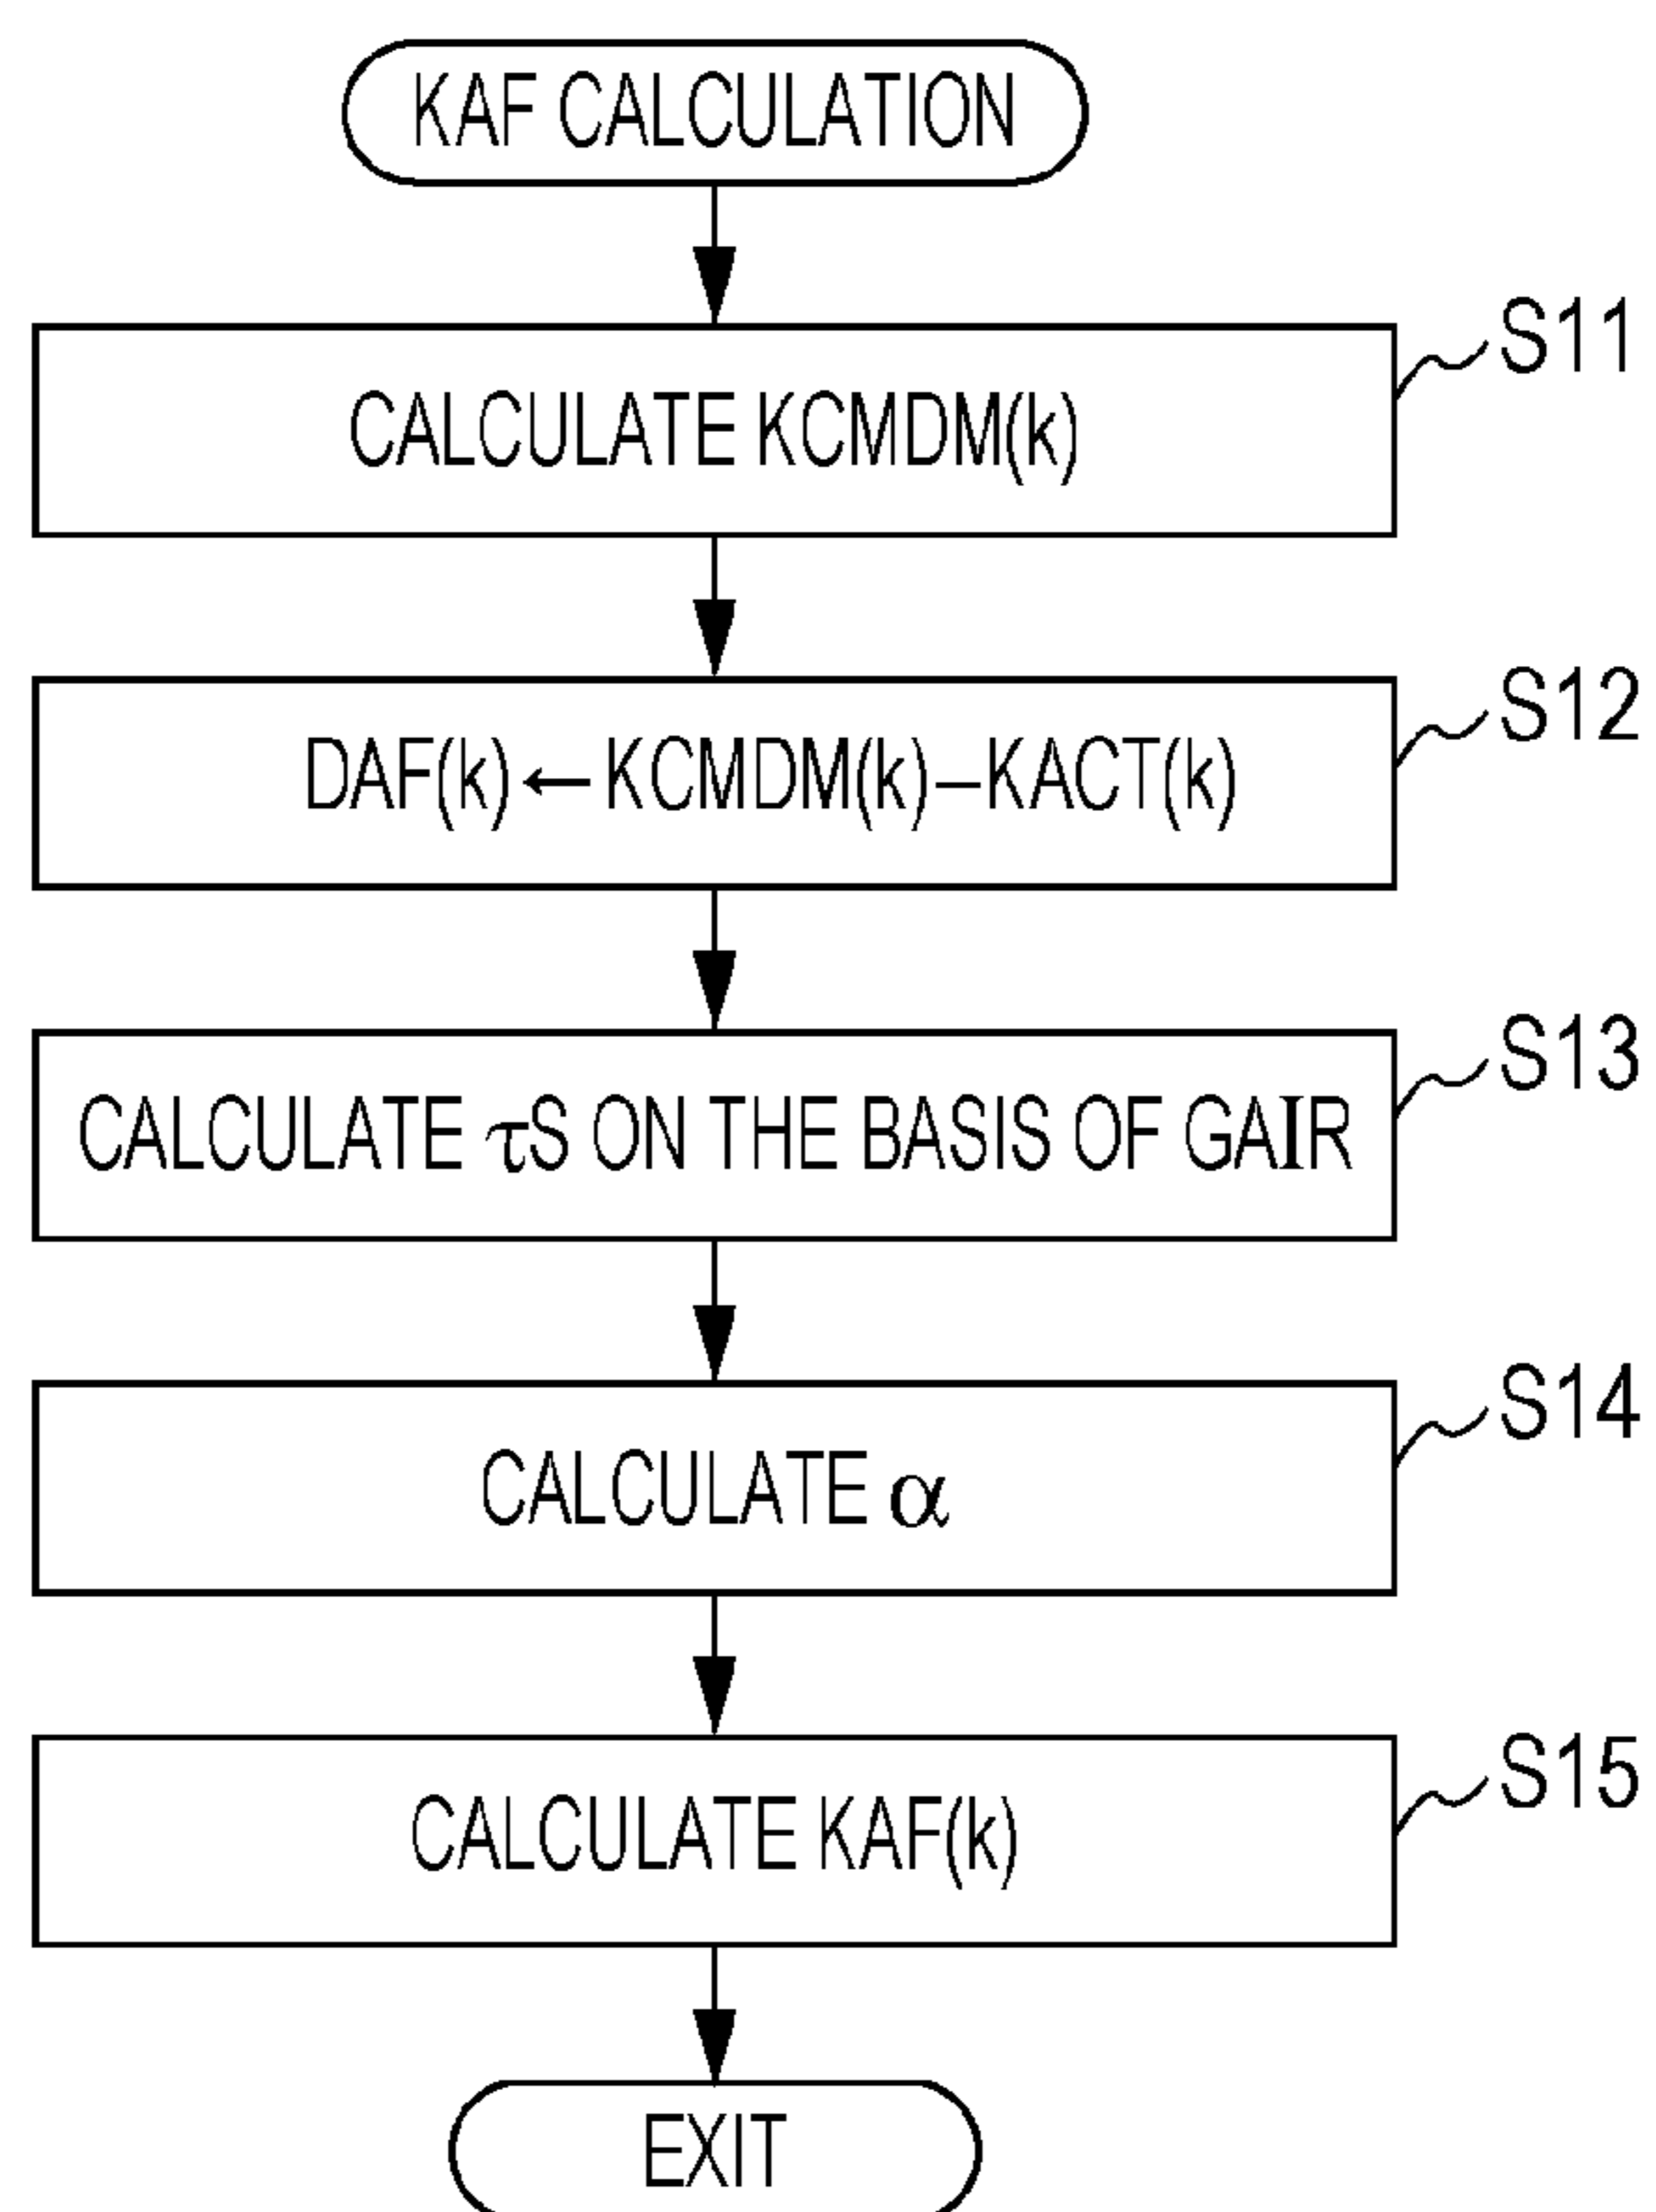 KAF CALCULATION
S11
CALCULATE KCMDM(k)
S12
DAF(k)←KCMDM(k)–KACT(k)
S13
CALCULATE τS ON THE BASIS OF GAIR
S14
CALCULATE α
S15
CALCULATE KAF(k)
EXIT